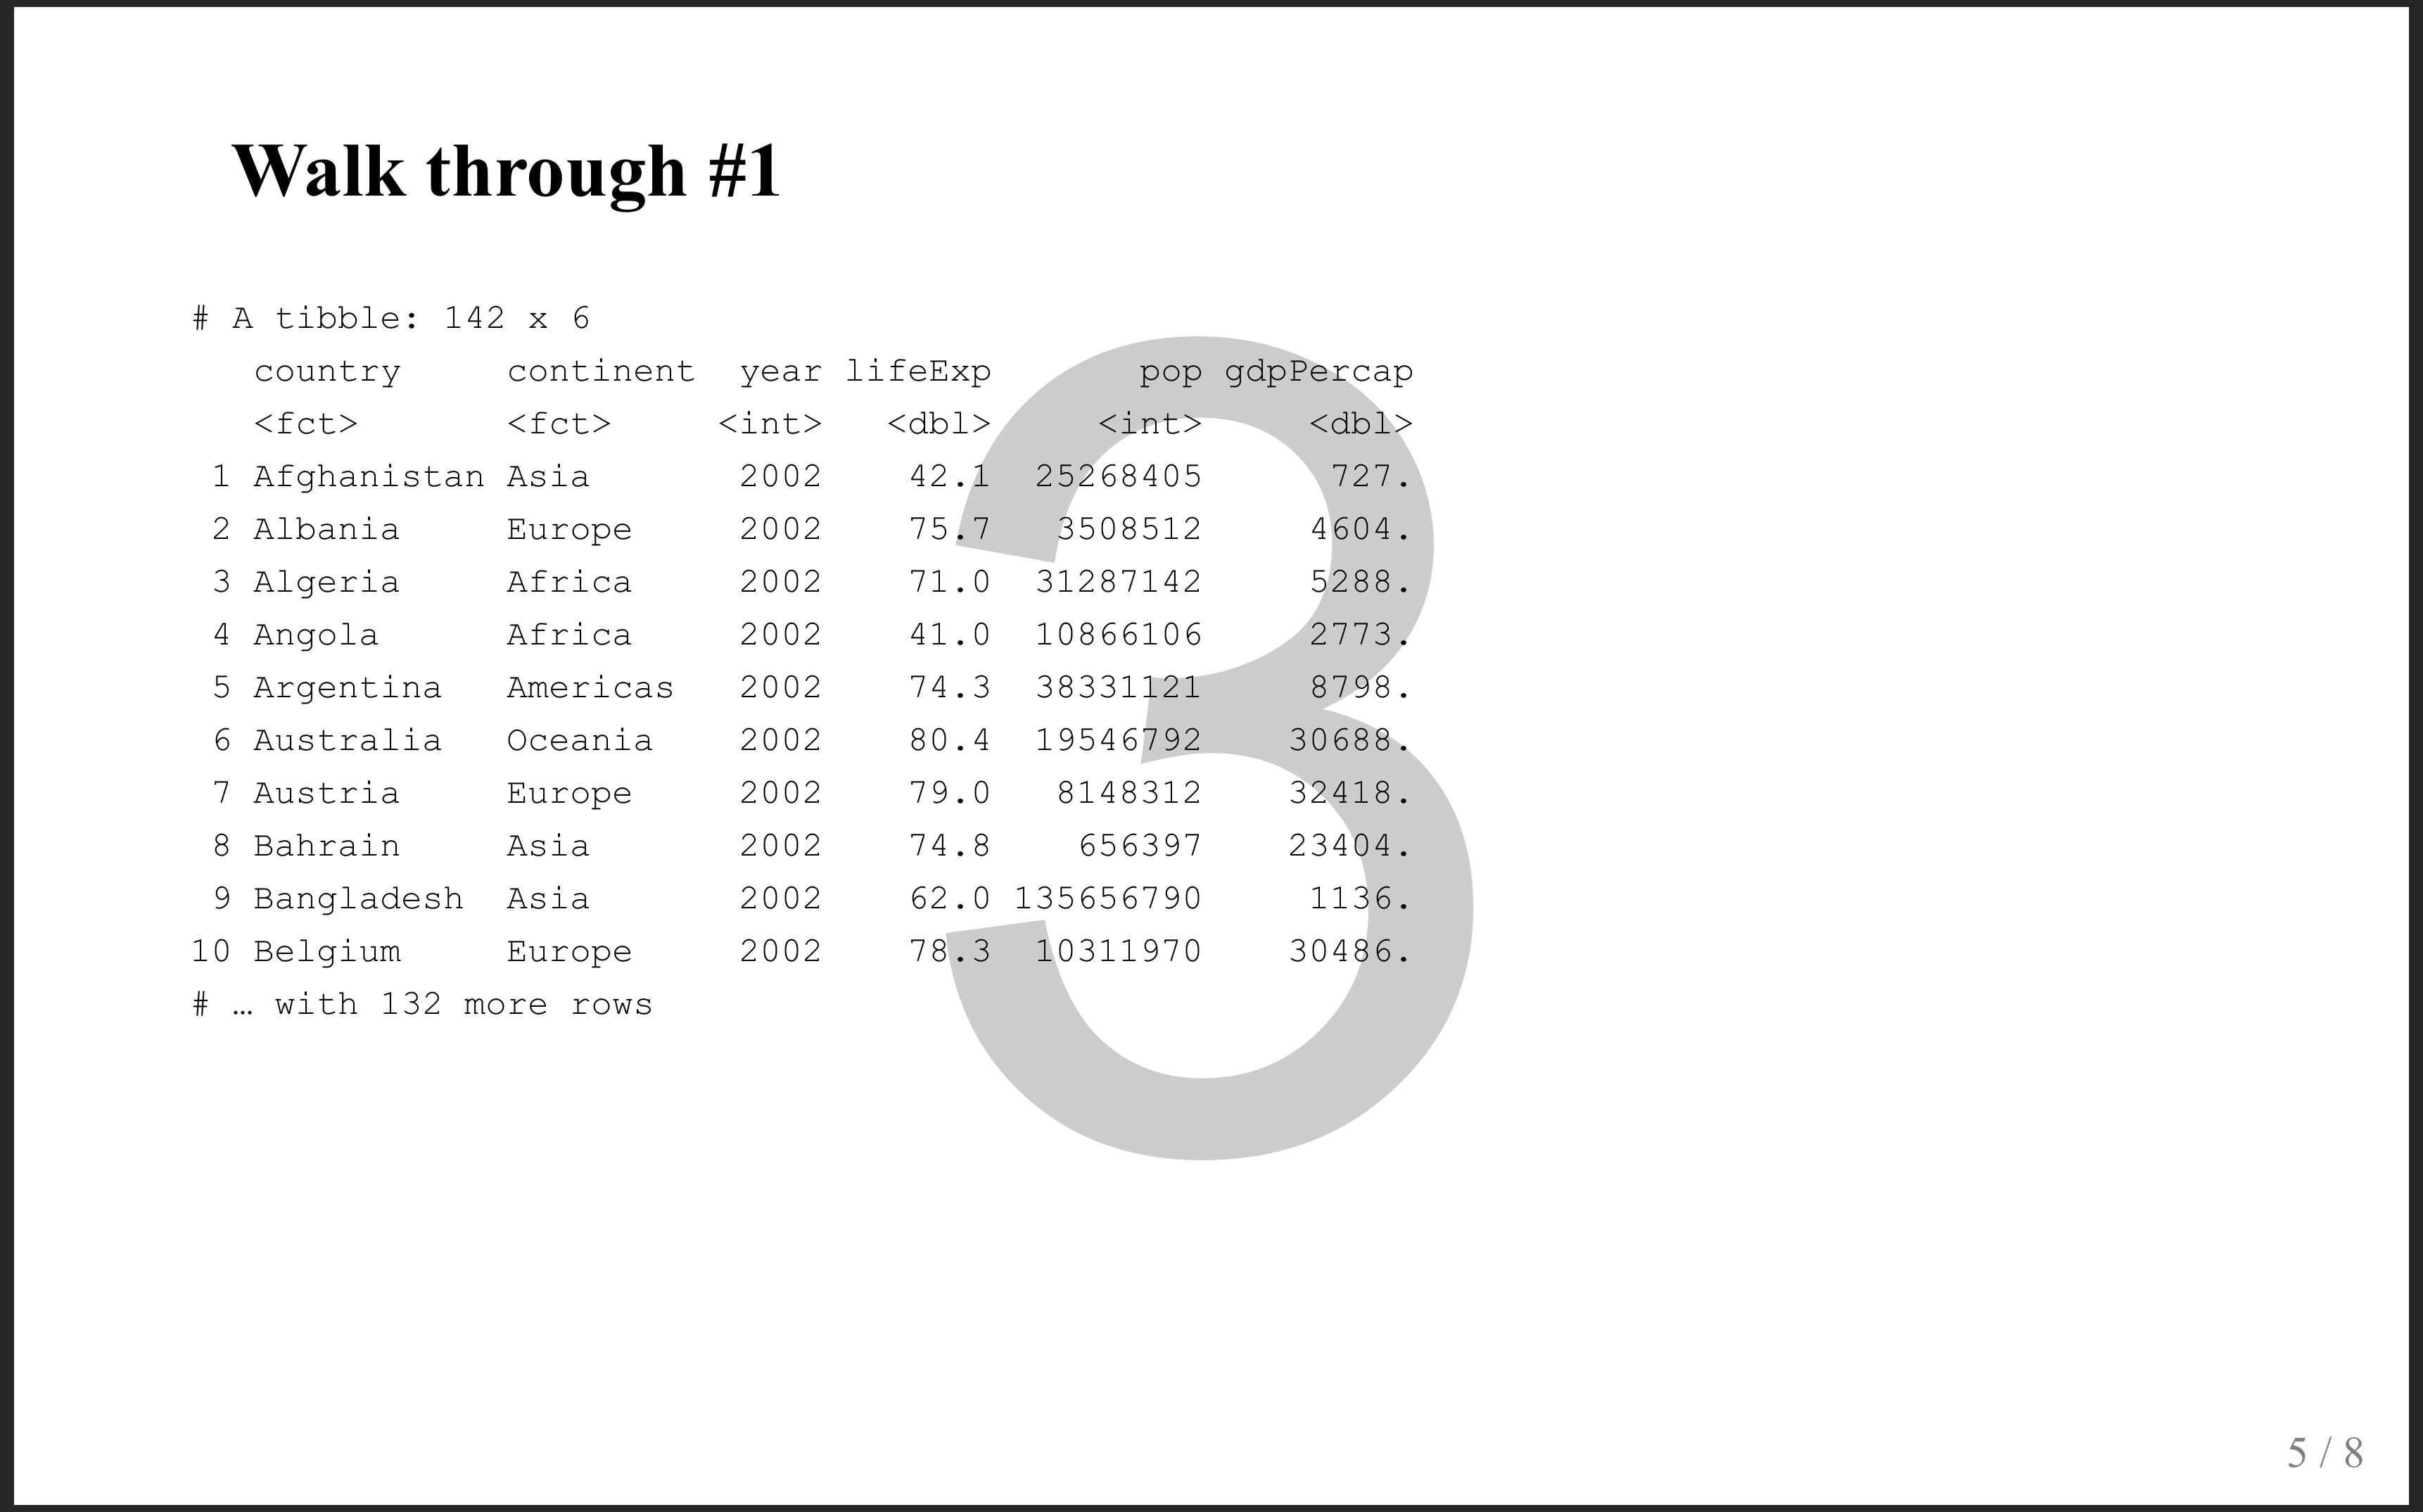 Walk through #1
# A tibble: 142 x 6
   country     continent  year lifeExp       pop gdpPercap
   <fct>       <fct>     <int>   <dbl>     <int>     <dbl>
 1 Afghanistan Asia       2002    42.1  25268405      727.
 2 Albania     Europe     2002    75.7   3508512     4604.
 3 Algeria     Africa     2002    71.0  31287142     5288.
 4 Angola      Africa     2002    41.0  10866106     2773.
 5 Argentina   Americas   2002    74.3  38331121     8798.
 6 Australia   Oceania    2002    80.4  19546792    30688.
 7 Austria     Europe     2002    79.0   8148312    32418.
 8 Bahrain     Asia       2002    74.8    656397    23404.
 9 Bangladesh  Asia       2002    62.0 135656790     1136.
10 Belgium     Europe     2002    78.3  10311970    30486.
# … with 132 more rows
3
5 / 8